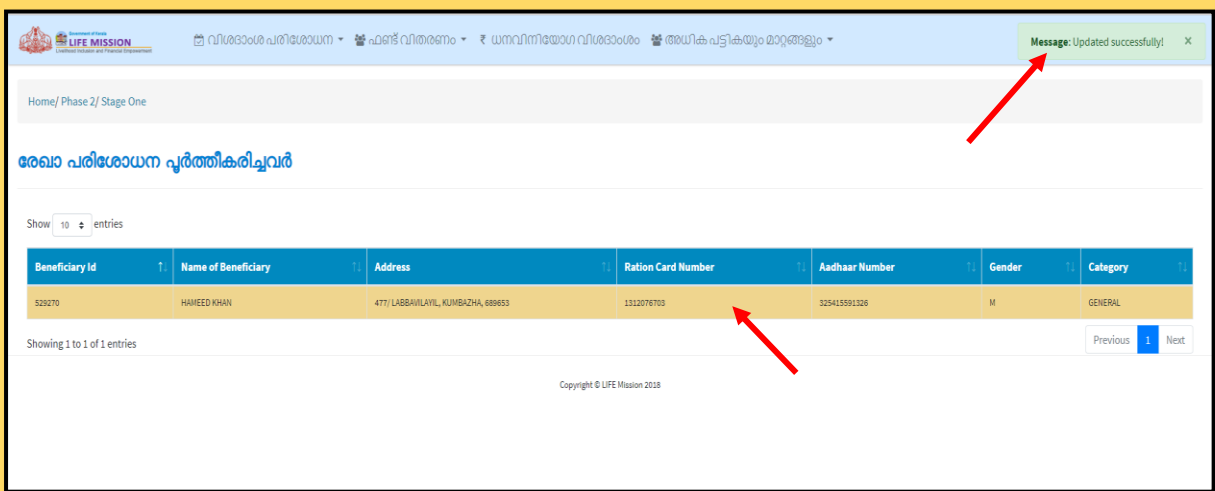 Government of Kerala
LIFE MISSION
Livelihood Inclusion and Financial Empowerment
വിശദാംശ പരിശോധന ഫണ്ട് വിതരണം ₹ ധനവിനിയോഗ വിശദാംശം അധിക പട്ടികയും മാറ്റങ്ങളും
Message: Updated successfully! ×
Home/ Phase 2/ Stage One
രേഖാ പരിശോധന പൂർത്തീകരിച്ചവർ
Show 10 entries
Beneficiary Id Name of Beneficiary Address Ration Card Number Aadhaar Number Gender Category
529270 HAMEED KHAN 477/ LABBAVILAYIL, KUMBAZHA, 689653 1312076703 325415591326 M GENERAL
Showing 1 to 1 of 1 entries
Previous 1 Next
Copyright © LIFE Mission 2018